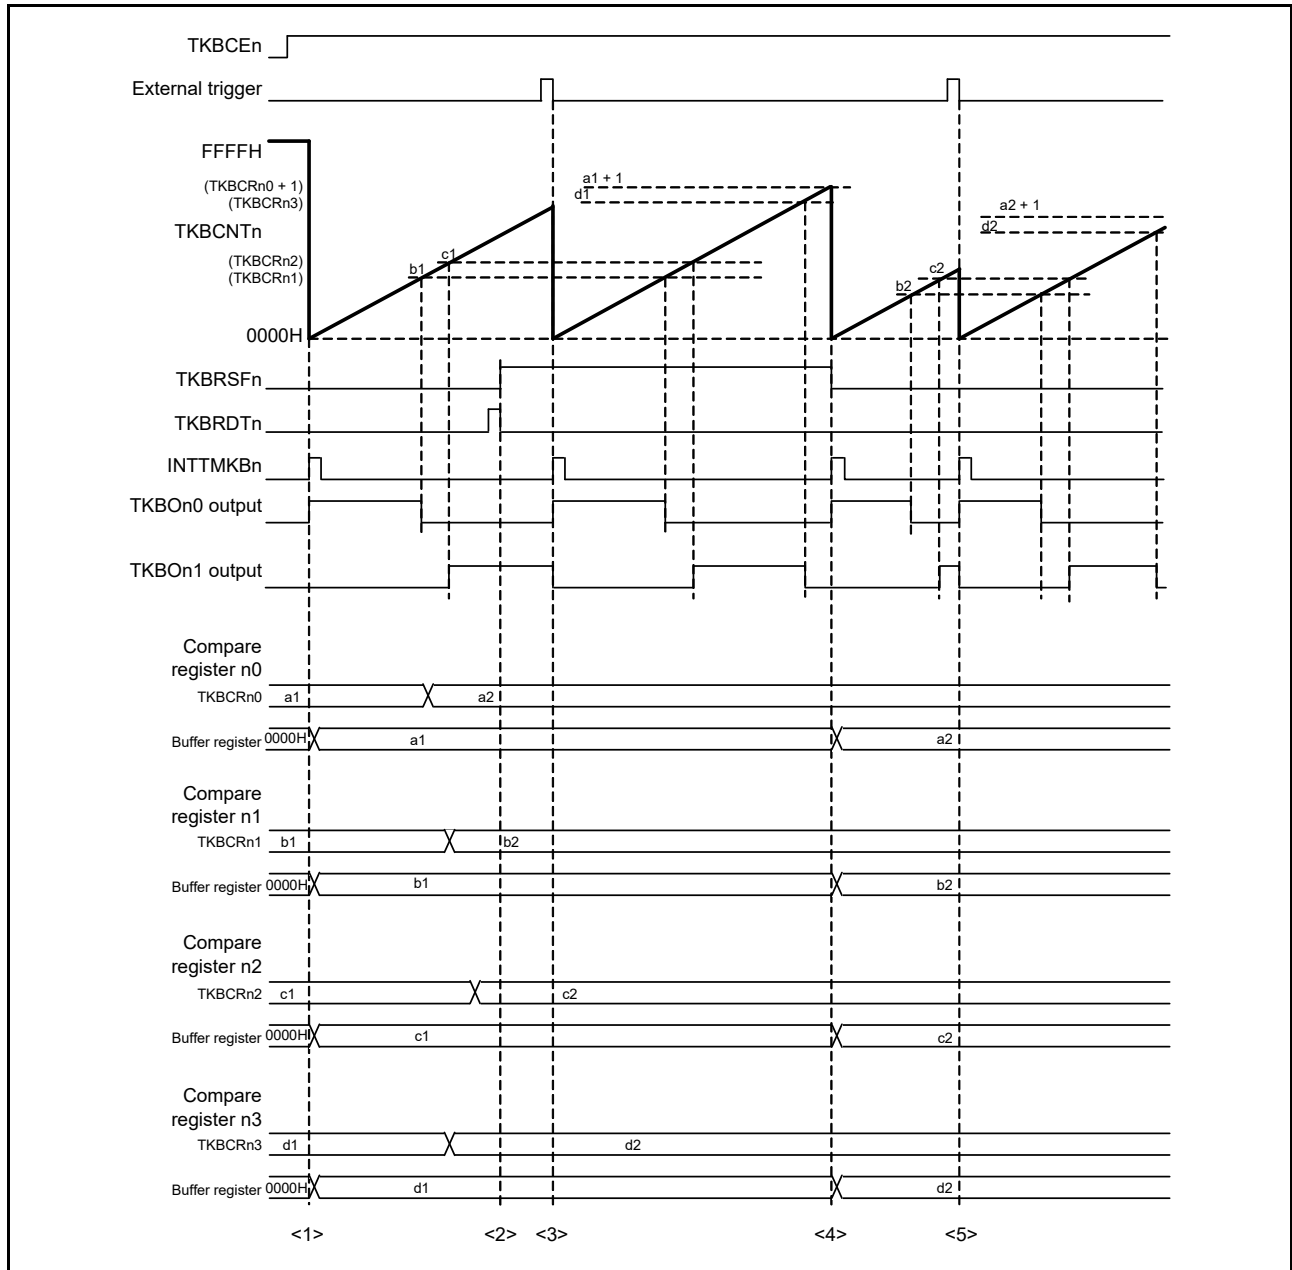 TKBCEn
External trigger
FFFFH
(TKBCRn0 + 1)
a1 + 1
(TKBCRn3)
d1
a2 + 1
TKBCNTn
d2
(TKBCRn2)
c1
(TKBCRn1)
b1
c2
b2
0000H
TKBRSFn
TKBRDTn
INTTMKBn
TKBOn0 output
TKBOn1 output
Compare
register n0
TKBCRn0 a1 a2
Buffer register 0000H a1 a2
Compare
register n1
TKBCRn1 b1 b2
Buffer register 0000H b1 b2
Compare
register n2
TKBCRn2 c1 c2
Buffer register 0000H c1 c2
Compare
register n3
TKBCRn3 d1 d2
Buffer register 0000H d1 d2
<1> <2> <3> <4> <5>